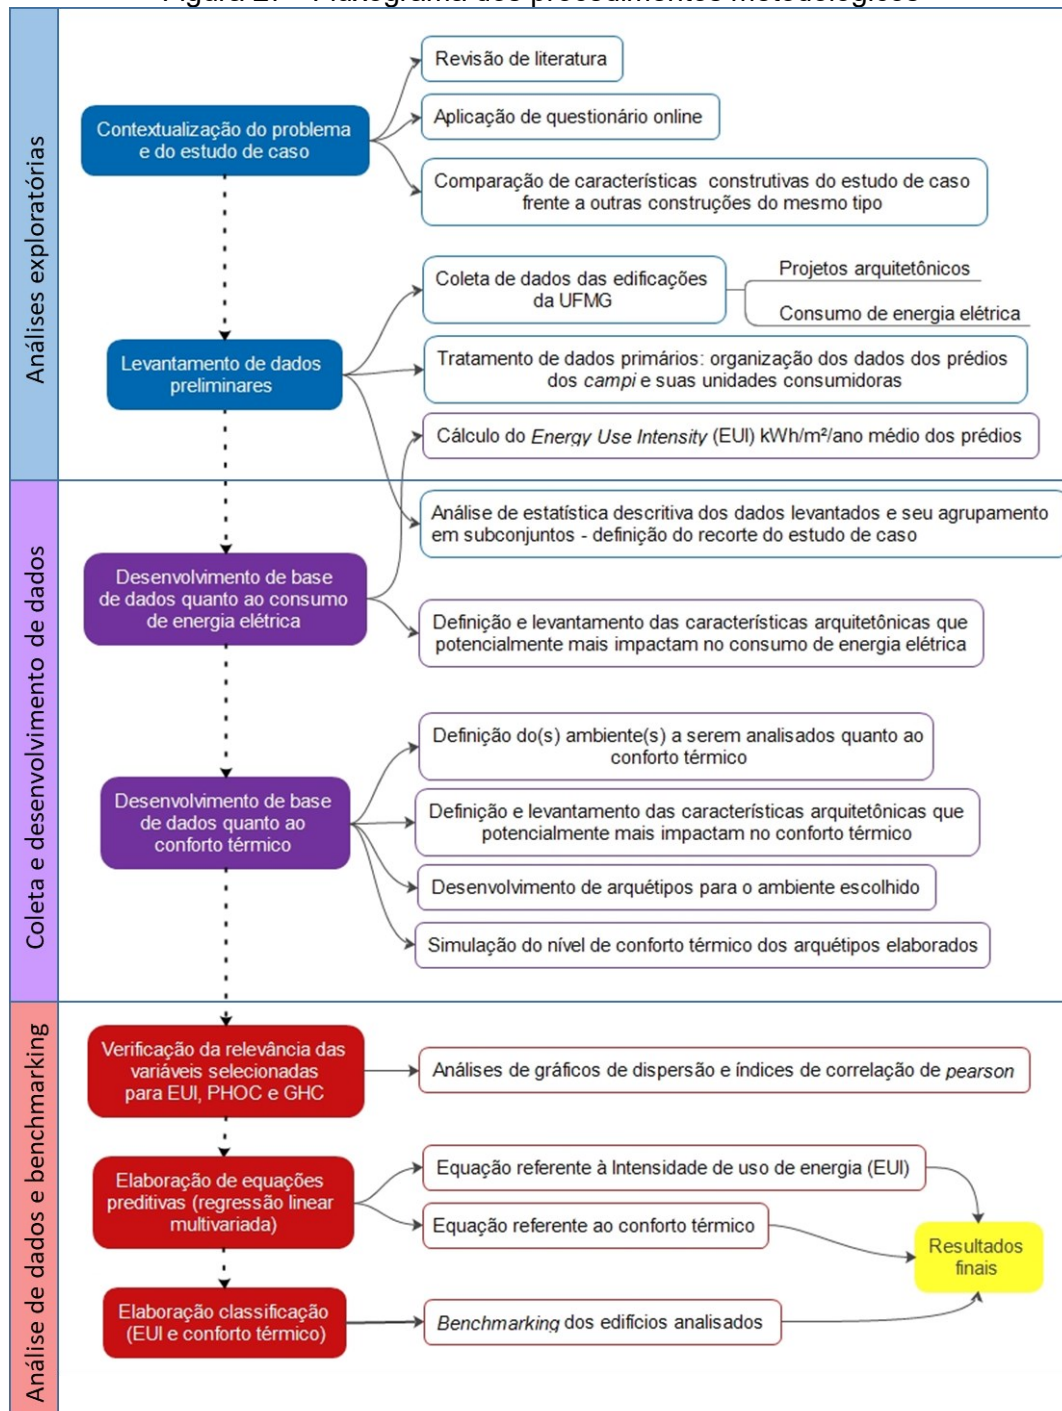 Figura 27 – Fluxograma dos procedimentos metodológicos
Análises exploratórias
Contextualização do problema
e do estudo de caso
Revisão de literatura
Aplicação de questionário online
Comparação de características construtivas do estudo de caso
frente a outras construções do mesmo tipo
Levantamento de dados
preliminares
Coleta de dados das edificações
da UFMG
Projetos arquitetônicos
Consumo de energia elétrica
Tratamento de dados primários: organização dos dados dos prédios
dos campi e suas unidades consumidoras
Cálculo do Energy Use Intensity (EUI) kWh/m²/ano médio dos prédios
Análise de estatística descritiva dos dados levantados e seu agrupamento
em subconjuntos - definição do recorte do estudo de caso
Coleta e desenvolvimento de dados
Desenvolvimento de base
de dados quanto ao consumo
de energia elétrica
Definição e levantamento das características arquitetônicas que
potencialmente mais impactam no consumo de energia elétrica
Desenvolvimento de base
de dados quanto ao
conforto térmico
Definição do(s) ambiente(s) a serem analisados quanto ao
conforto térmico
Definição e levantamento das características arquitetônicas que
potencialmente mais impactam no conforto térmico
Desenvolvimento de arquétipos para o ambiente escolhido
Simulação do nível de conforto térmico dos arquétipos elaborados
Análise de dados e benchmarking
Verificação da relevância das
variáveis selecionadas
para EUI, PHOC e GHC
Análises de gráficos de dispersão e índices de correlação de pearson
Elaboração de equações
preditivas (regressão linear
multivariada)
Equação referente à Intensidade de uso de energia (EUI)
Equação referente ao conforto térmico
Elaboração classificação
(EUI e conforto térmico)
Benchmarking dos edifícios analisados
Resultados
finais